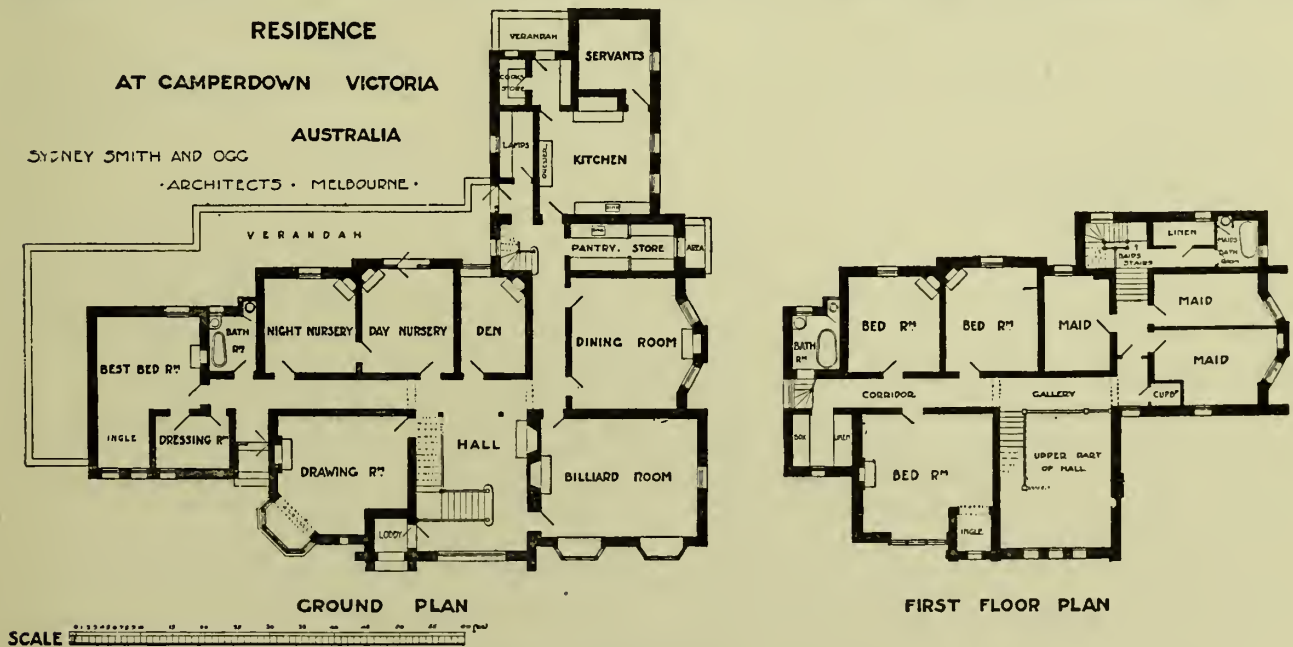 RESIDENCE
AT CAMPERDOWN VICTORIA
AUSTRALIA
SYDNEY SMITH AND OGG
· ARCHITECTS · MELBOURNE ·
VERANDAH
SERVANTS
COOKS
STORE
LAMPS
DRESSER
KITCHEN
SINK
VERANDAH
PANTRY. STORE
AREA
BEST BED RM
BATH
RM
NIGHT NURSERY
DAY NURSERY
DEN
DINING ROOM
INGLE
DRESSING RM
DRAWING RM
HALL
BILLIARD ROOM
LOBBY
GROUND PLAN
LINEN
MAIDS
BATH
ROOM
STAIRS
BED RM
BED RM
MAID
MAID
BATH
RM
MAID
CORRIDOR
GALLERY
CUPBD
BOX
LINEN
BED RM
UPPER PART
OF HALL
INGLE
FIRST FLOOR PLAN
SCALE